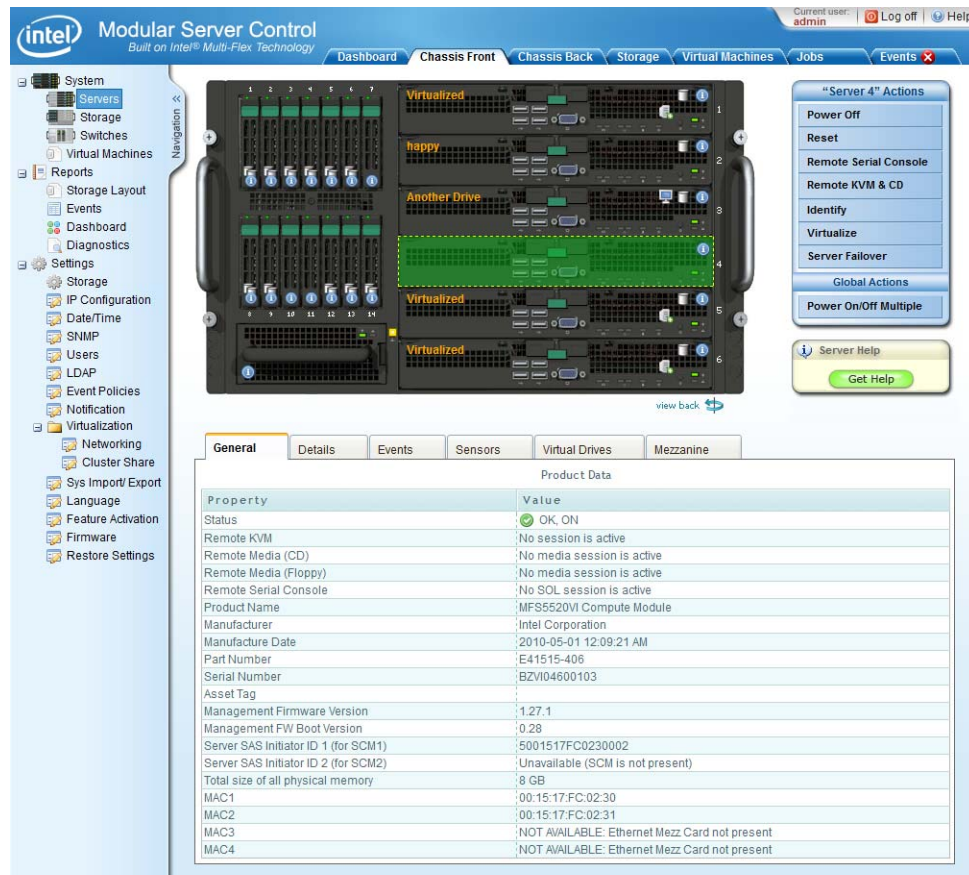 intel
Modular Server Control
Built on Intel® Multi-Flex Technology
Current user:
admin
Log off
Help
Dashboard
Chassis Front
Chassis Back
Storage
Virtual Machines
Jobs
Events
System
Servers
Storage
Switches
Virtual Machines
Reports
Storage Layout
Events
Dashboard
Diagnostics
Settings
Storage
IP Configuration
Date/Time
SNMP
Users
LDAP
Event Policies
Notification
Virtualization
Networking
Cluster Share
Sys Import/ Export
Language
Feature Activation
Firmware
Restore Settings
« Navigation
1 2 3 4 5 6 7
8 9 10 11 12 13 14
Virtualized 1
happy 2
Another Drive 3
4
Virtualized 5
Virtualized 6
view back
"Server 4" Actions
Power Off
Reset
Remote Serial Console
Remote KVM & CD
Identify
Virtualize
Server Failover
Global Actions
Power On/Off Multiple
Server Help
Get Help
General Details Events Sensors Virtual Drives Mezzanine
Product Data
Property Value
Status OK, ON
Remote KVM No session is active
Remote Media (CD) No media session is active
Remote Media (Floppy) No media session is active
Remote Serial Console No SOL session is active
Product Name MFS5520VI Compute Module
Manufacturer Intel Corporation
Manufacture Date 2010-05-01 12:09:21 AM
Part Number E41515-406
Serial Number BZVI04600103
Asset Tag
Management Firmware Version 1.27.1
Management FW Boot Version 0.28
Server SAS Initiator ID 1 (for SCM1) 5001517FC0230002
Server SAS Initiator ID 2 (for SCM2) Unavailable (SCM is not present)
Total size of all physical memory 8 GB
MAC1 00:15:17:FC:02:30
MAC2 00:15:17:FC:02:31
MAC3 NOT AVAILABLE: Ethernet Mezz Card not present
MAC4 NOT AVAILABLE: Ethernet Mezz Card not present